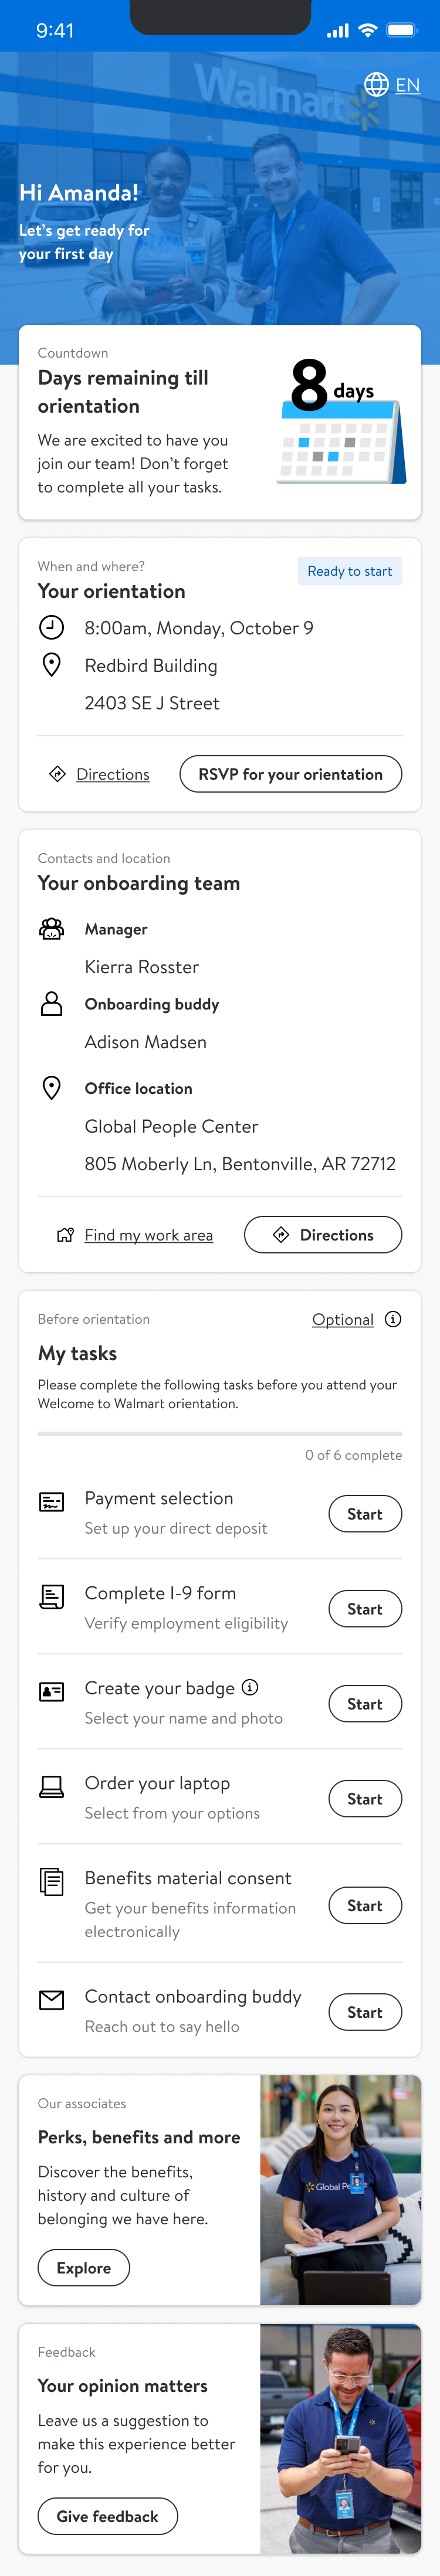 9:41
Walmart
EN
Hi Amanda!
Let's get ready for
your first day
Countdown
Days remaining till
orientation
We are excited to have you
join our team! Don't forget
to complete all your tasks.
8 days
When and where?
Ready to start
Your orientation
8:00am, Monday, October 9
Redbird Building
2403 SE J Street
Directions
RSVP for your orientation
Contacts and location
Your onboarding team
Manager
Kierra Rosster
Onboarding buddy
Adison Madsen
Office location
Global People Center
805 Moberly Ln, Bentonville, AR 72712
Find my work area
Directions
Before orientation
Optional
My tasks
Please complete the following tasks before you attend your
Welcome to Walmart orientation.
0 of 6 complete
Payment selection
Set up your direct deposit
Start
Complete I-9 form
Verify employment eligibility
Start
Create your badge
Select your name and photo
Start
Order your laptop
Select from your options
Start
Benefits material consent
Get your benefits information
electronically
Start
Contact onboarding buddy
Reach out to say hello
Start
Our associates
Perks, benefits and more
Discover the benefits,
history and culture of
belonging we have here.
Explore
Global Pe
Feedback
Your opinion matters
Leave us a suggestion to
make this experience better
for you.
Give feedback